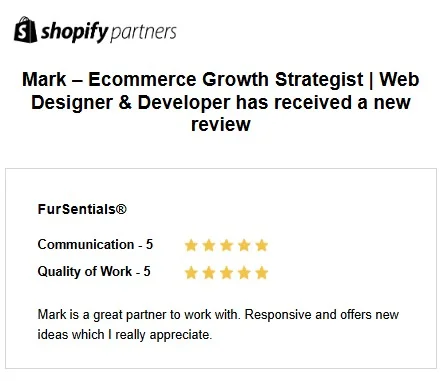 shopify partners
Mark – Ecommerce Growth Strategist | Web
Designer & Developer has received a new
review
FurSentials®
Communication - 5
Quality of Work - 5
Mark is a great partner to work with. Responsive and offers new
ideas which I really appreciate.